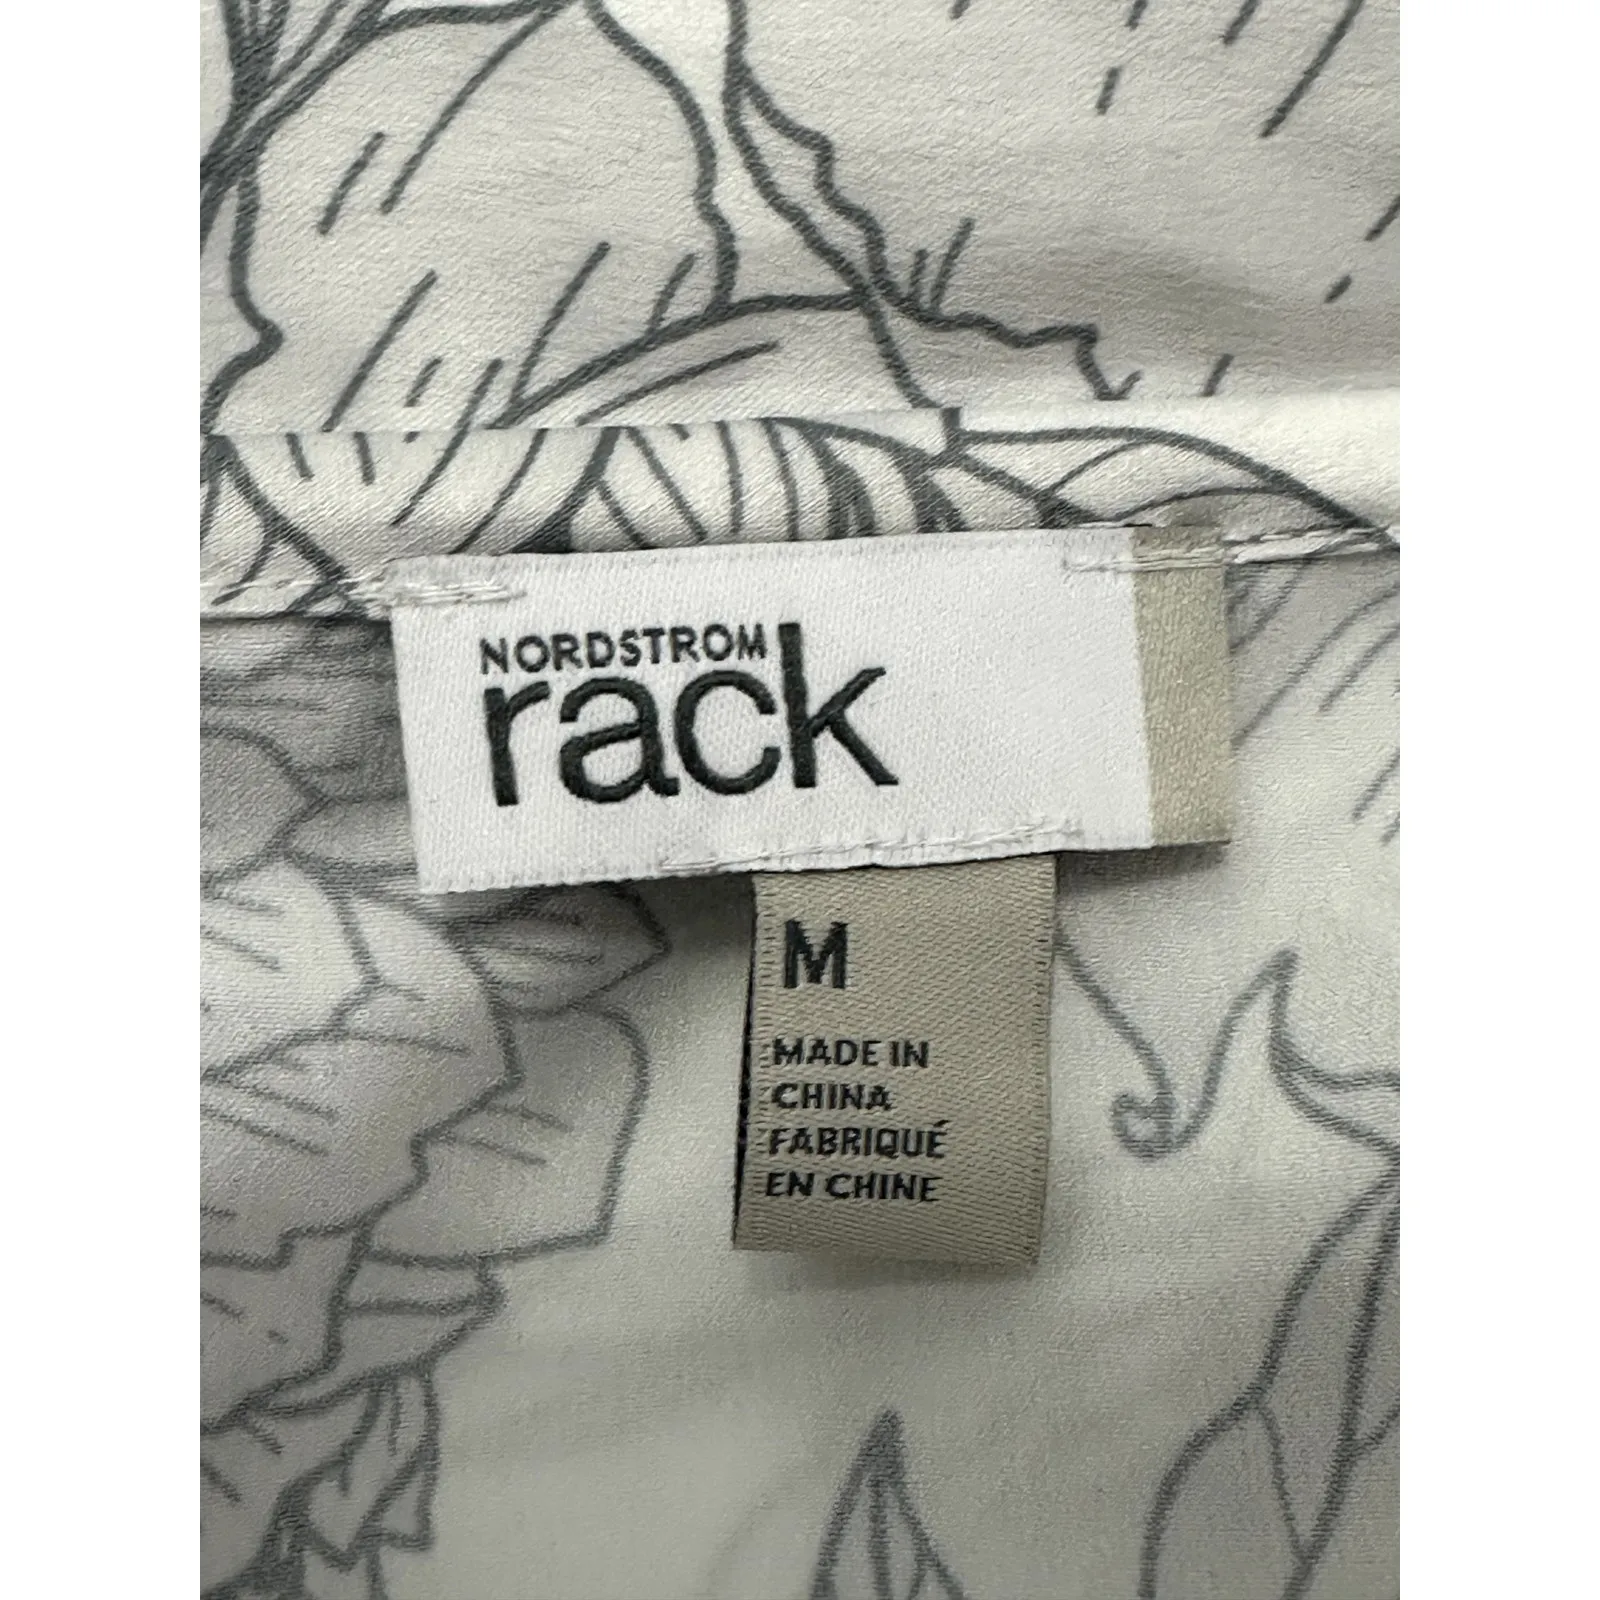 NORDSTROM
rack
M
MADE IN
CHINA
FABRIQUÉ
EN CHINE